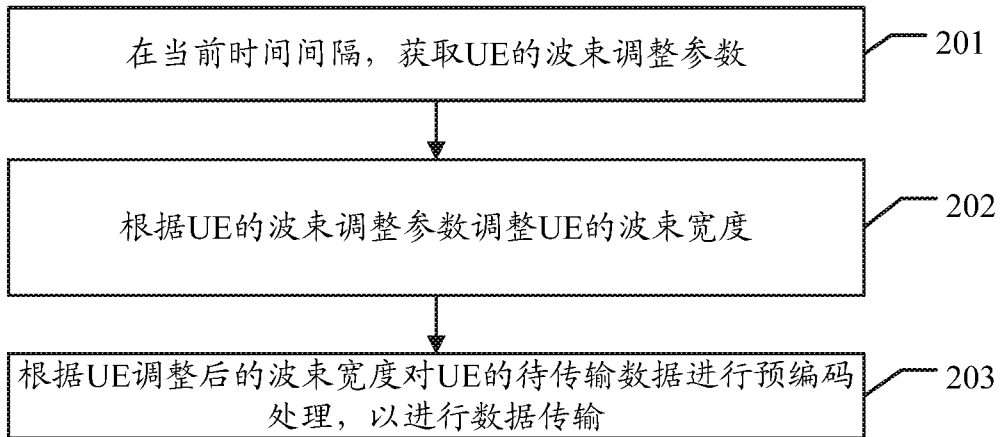 在当前时间间隔，获取UE的波束调整参数
201
根据UE的波束调整参数调整UE的波束宽度
202
根据UE调整后的波束宽度对UE的待传输数据进行预编码
处理，以进行数据传输
203